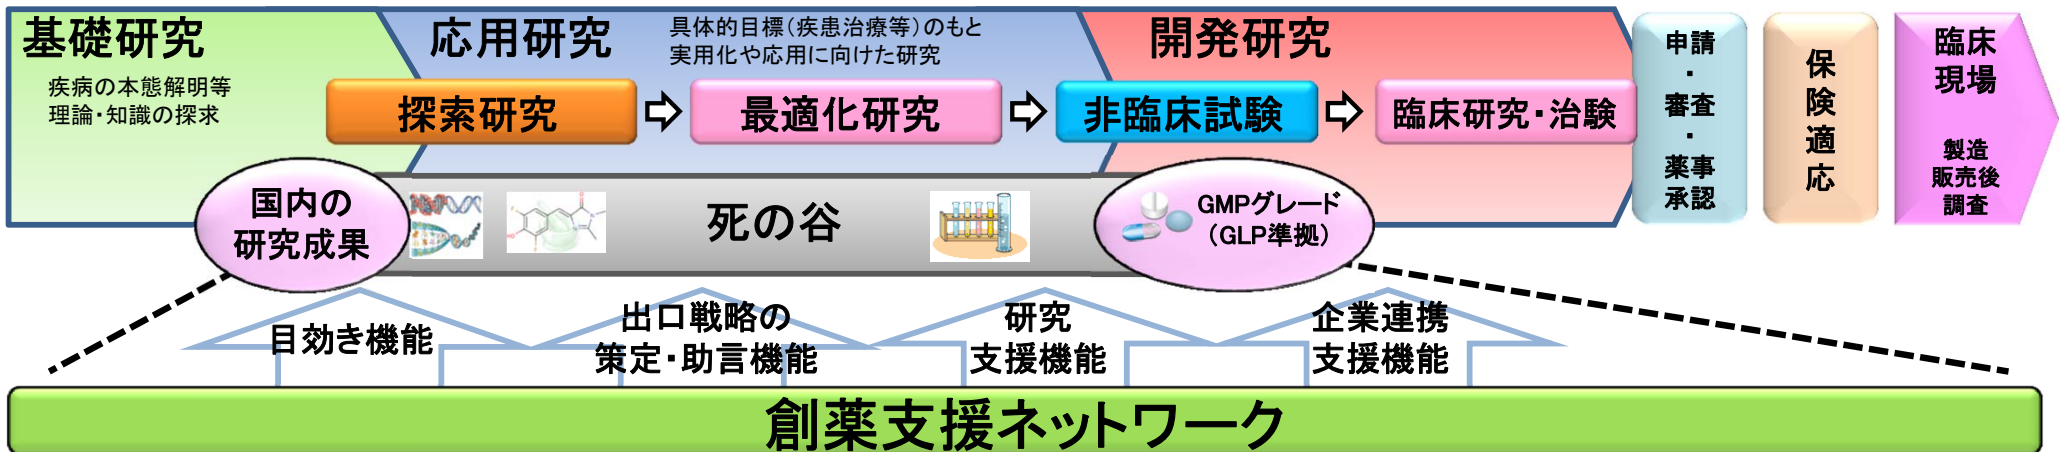 基礎研究
疾病の本態解明等
理論・知識の探求
応用研究
具体的目標(疾患治療等)のもと
実用化や応用に向けた研究
開発研究
探索研究
最適化研究
非臨床試験
臨床研究・治験
申請
・
審査
・
薬事
承認
保
険
適
応
臨床
現場
製造
販売後
調査
国内の
研究成果
死の谷
GMPグレード
(GLP準拠)
目効き機能
出口戦略の
策定・助言機能
研究
支援機能
企業連携
支援機能
創薬支援ネットワーク